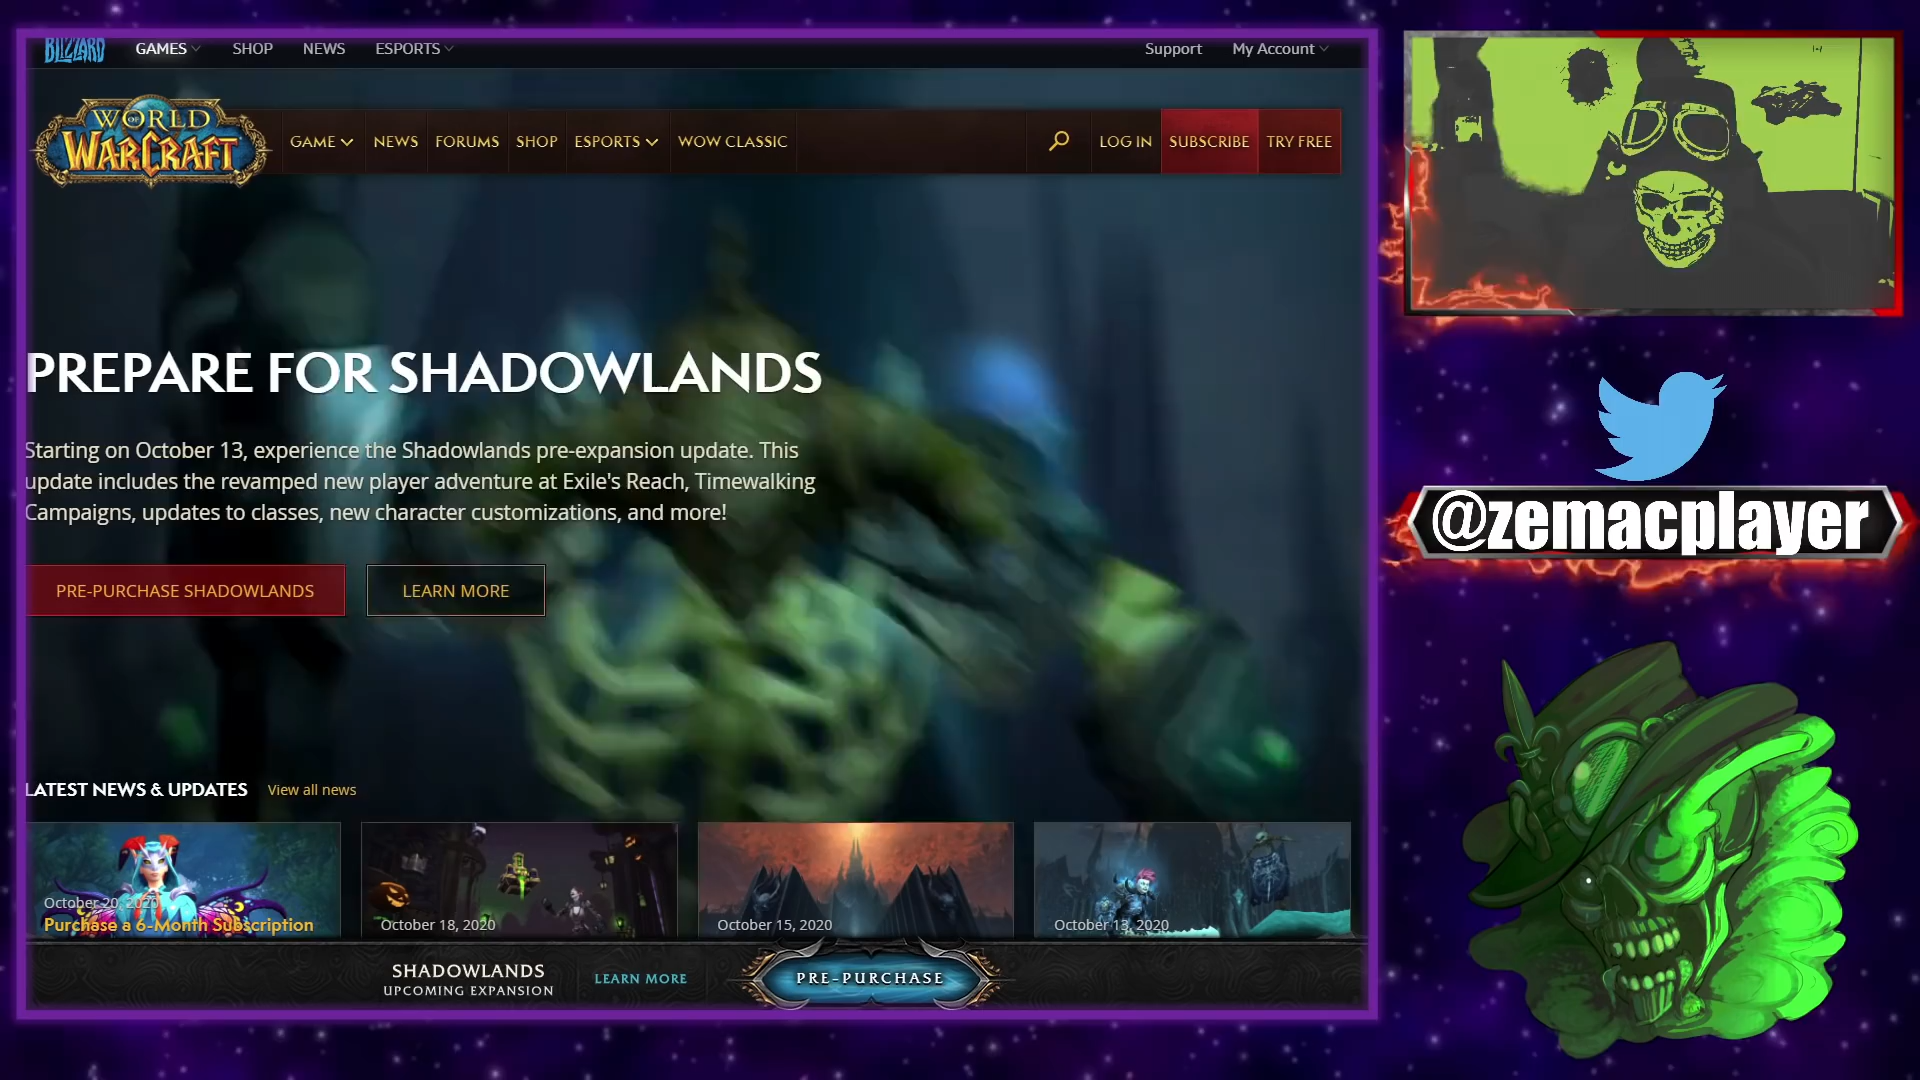 BLIZZARD GAMES SHOP NEWS ESPORTS Support My Account
WORLD OF WARCRAFT
GAME NEWS FORUMS SHOP ESPORTS WOW CLASSIC LOG IN SUBSCRIBE TRY FREE
PREPARE FOR SHADOWLANDS
Starting on October 13, experience the Shadowlands pre-expansion update. This
update includes the revamped new player adventure at Exile's Reach, Timewalking
Campaigns, updates to classes, new character customizations, and more!
PRE-PURCHASE SHADOWLANDS LEARN MORE
LATEST NEWS & UPDATES View all news
October 20, 2020
Purchase a 6-Month Subscription
October 18, 2020
October 15, 2020
October 13, 2020
SHADOWLANDS
UPCOMING EXPANSION
LEARN MORE
PRE-PURCHASE
@zemacplayer